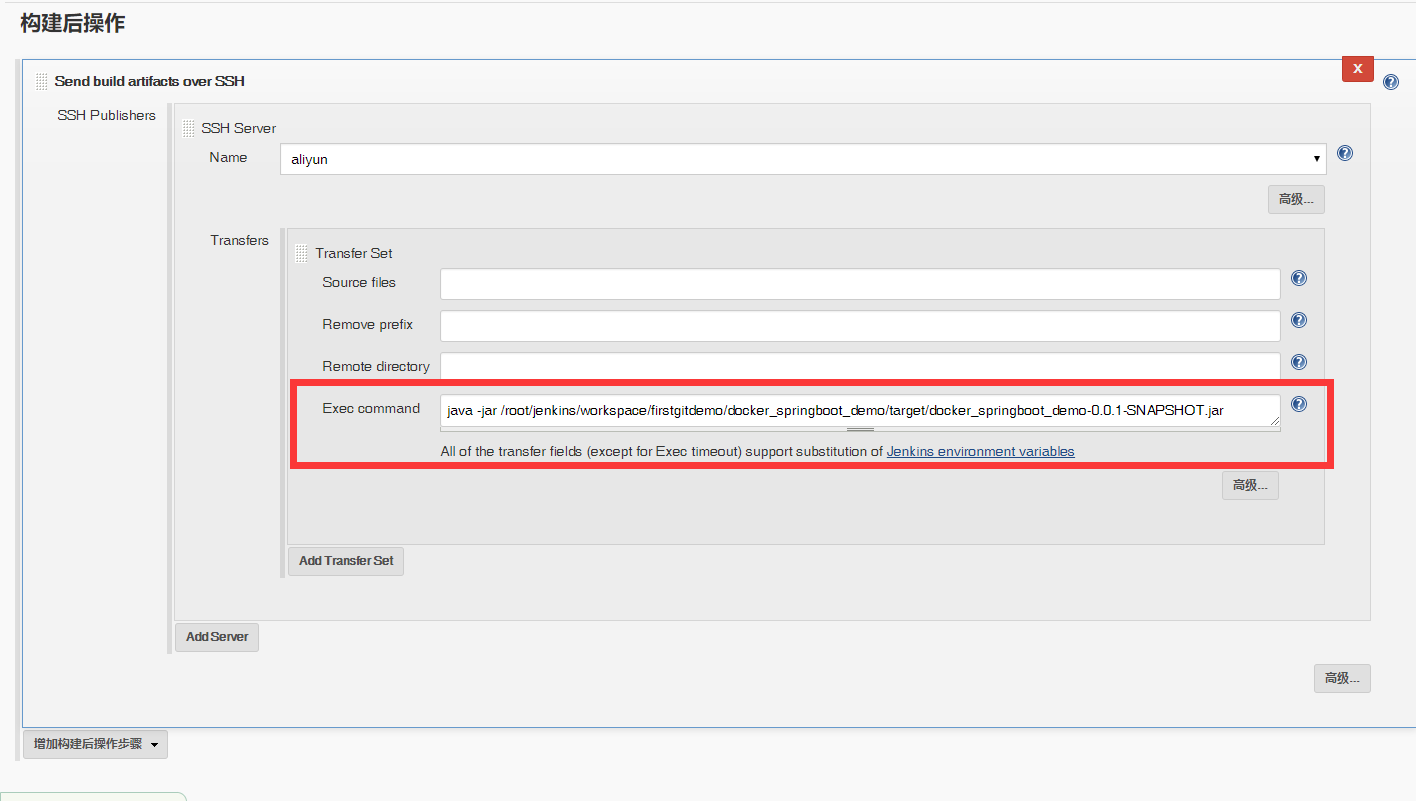 构建后操作
Send build artifacts over SSH
X
SSH Publishers
SSH Server
Name
aliyun
高级...
Transfers
Transfer Set
Source files
Remove prefix
Remote directory
Exec command
java -jar /root/jenkins/workspace/firstgitdemo/docker_springboot_demo/target/docker_springboot_demo-0.0.1-SNAPSHOT.jar
All of the transfer fields (except for Exec timeout) support substitution of Jenkins environment variables
高级...
Add Transfer Set
Add Server
高级...
增加构建后操作步骤